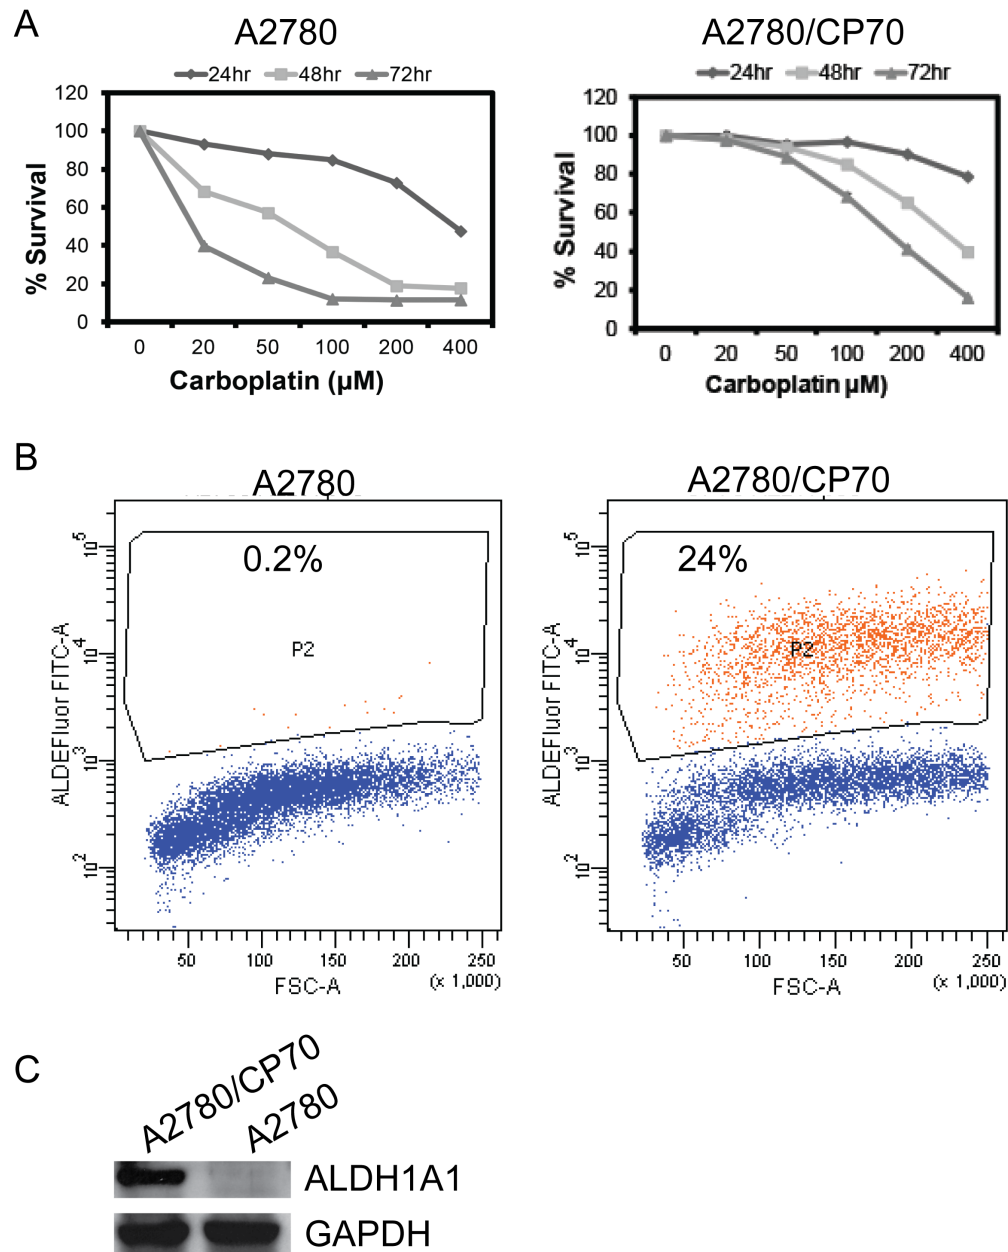 A
A2780
24hr 48hr 72hr
120
100
80
60
40
20
0
% Survival
0 20 50 100 200 400
Carboplatin (µM)
A2780/CP70
24hr 48hr 72hr
120
100
80
60
40
20
0
% Survival
0 20 50 100 200 400
Carboplatin µM)
B
A2780
0.2%
P2
ALDEFluor FITC-A
10^5
10^4
10^3
10^2
50 100 150 200 250
FSC-A (x 1,000)
A2780/CP70
24%
P2
ALDEFluor FITC-A
10^5
10^4
10^3
10^2
50 100 150 200 250
FSC-A (x 1,000)
C
A2780/CP70
A2780
ALDH1A1
GAPDH